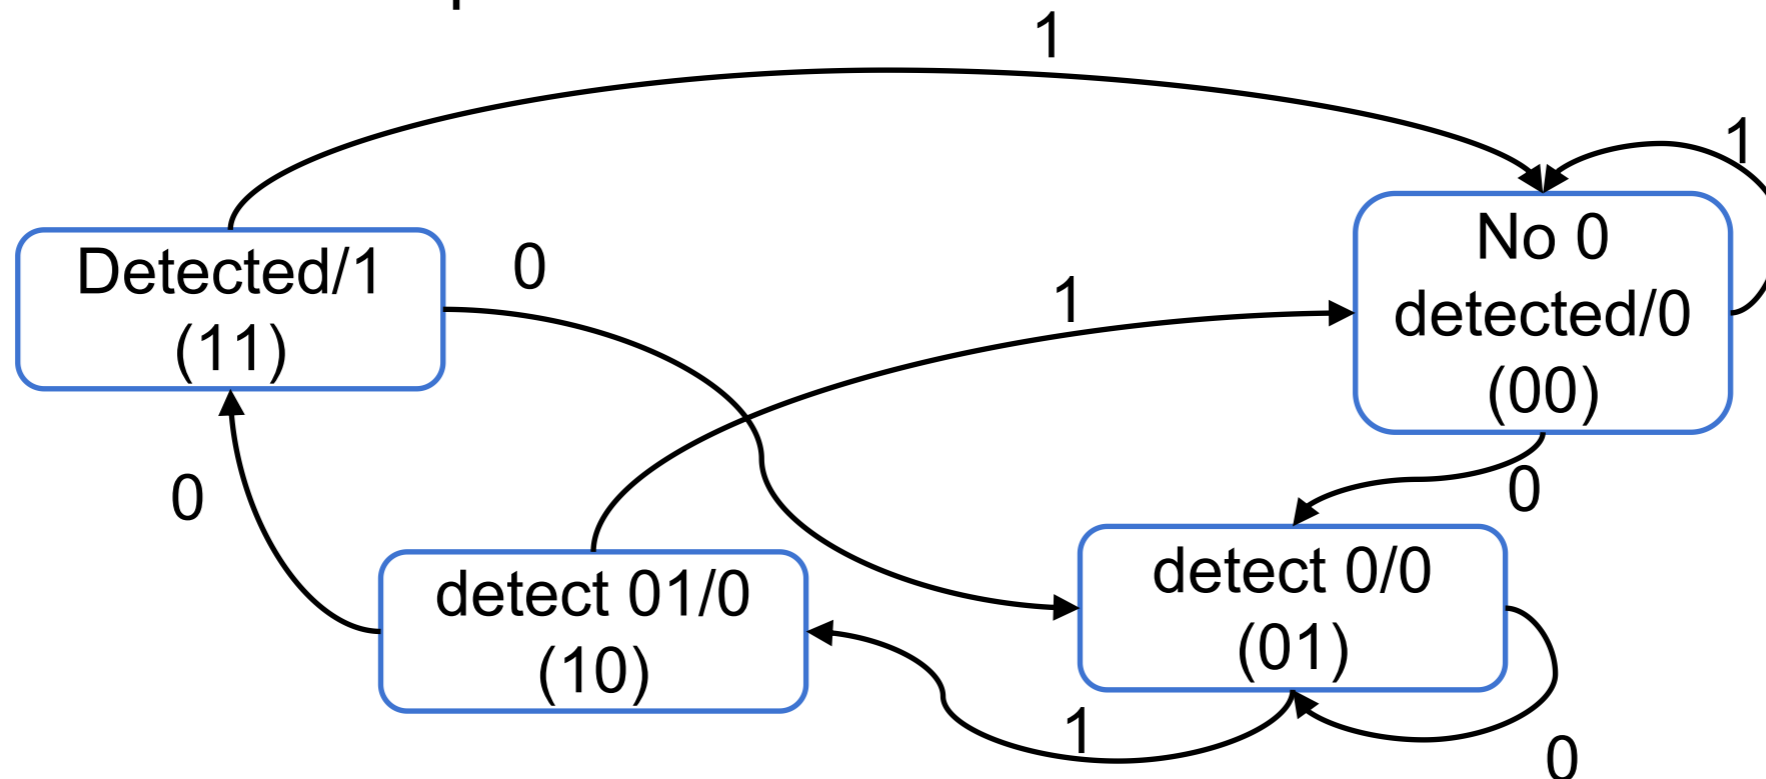 1
1
Detected/1
(11)
0
1
No 0
detected/0
(00)
0
0
detect 01/0
(10)
detect 0/0
(01)
1
0